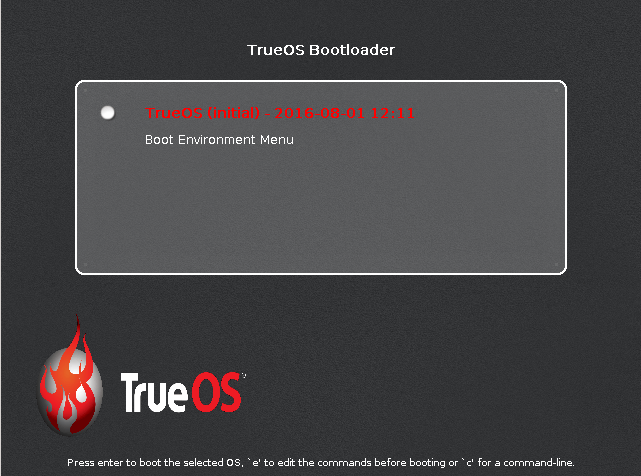 TrueOS Bootloader
TrueOS (initial) - 2016-08-01 12:11
Boot Environment Menu
TrueOS
Press enter to boot the selected OS, `e' to edit the commands before booting or `c' for a command-line.